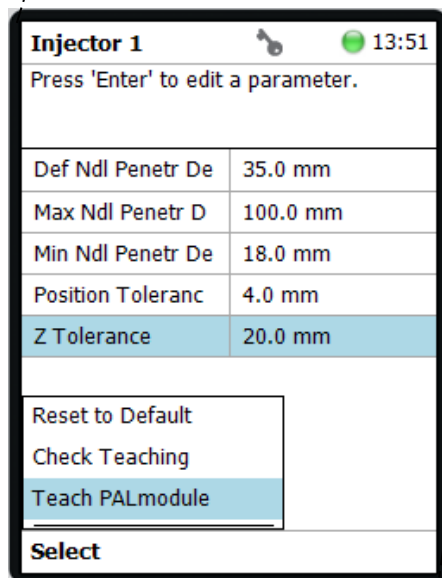 Injector 1 13:51
Press 'Enter' to edit a parameter.
Def Ndl Penetr De 35.0 mm
Max Ndl Penetr D 100.0 mm
Min Ndl Penetr De 18.0 mm
Position Toleranc 4.0 mm
Z Tolerance 20.0 mm
Reset to Default
Check Teaching
Teach PALmodule
Select